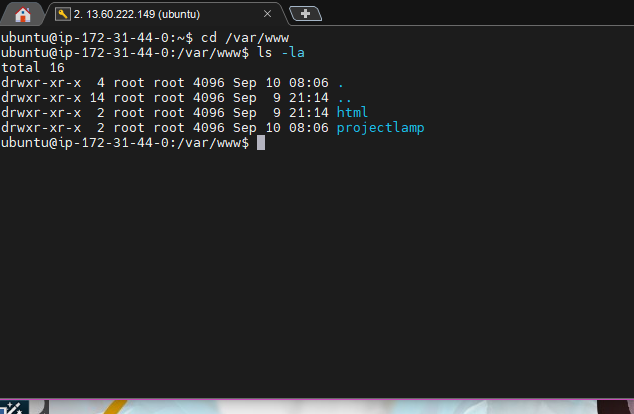 2. 13.60.222.149 (ubuntu)
ubuntu@ip-172-31-44-0:~$ cd /var/www
ubuntu@ip-172-31-44-0:/var/www$ ls -la
total 16
drwxr-xr-x  4 root root 4096 Sep 10 08:06 .
drwxr-xr-x 14 root root 4096 Sep  9 21:14 ..
drwxr-xr-x  2 root root 4096 Sep  9 21:14 html
drwxr-xr-x  2 root root 4096 Sep 10 08:06 projectlamp
ubuntu@ip-172-31-44-0:/var/www$